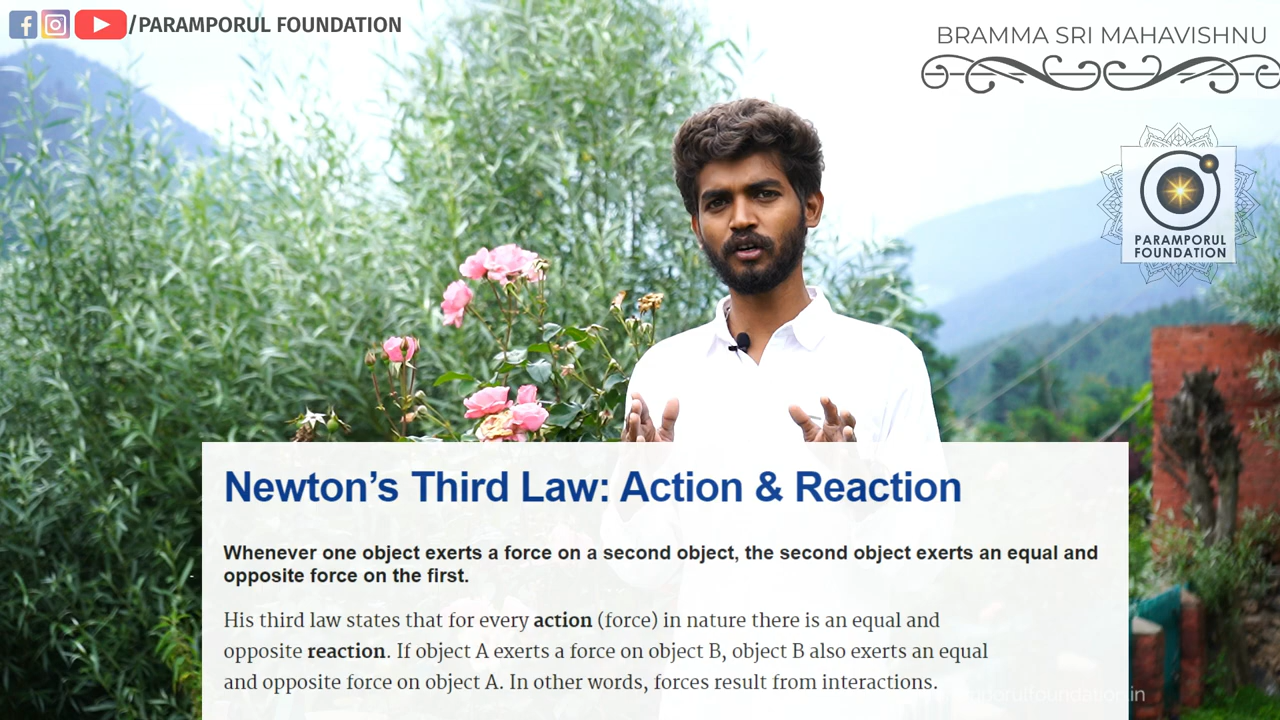 /PARAMPORUL FOUNDATION
BRAMMA SRI MAHAVISHNU
PARAMPORUL
FOUNDATION
Newton’s Third Law: Action & Reaction
Whenever one object exerts a force on a second object, the second object exerts an equal and
opposite force on the first.
His third law states that for every action (force) in nature there is an equal and
opposite reaction. If object A exerts a force on object B, object B also exerts an equal
and opposite force on object A. In other words, forces result from interactions.